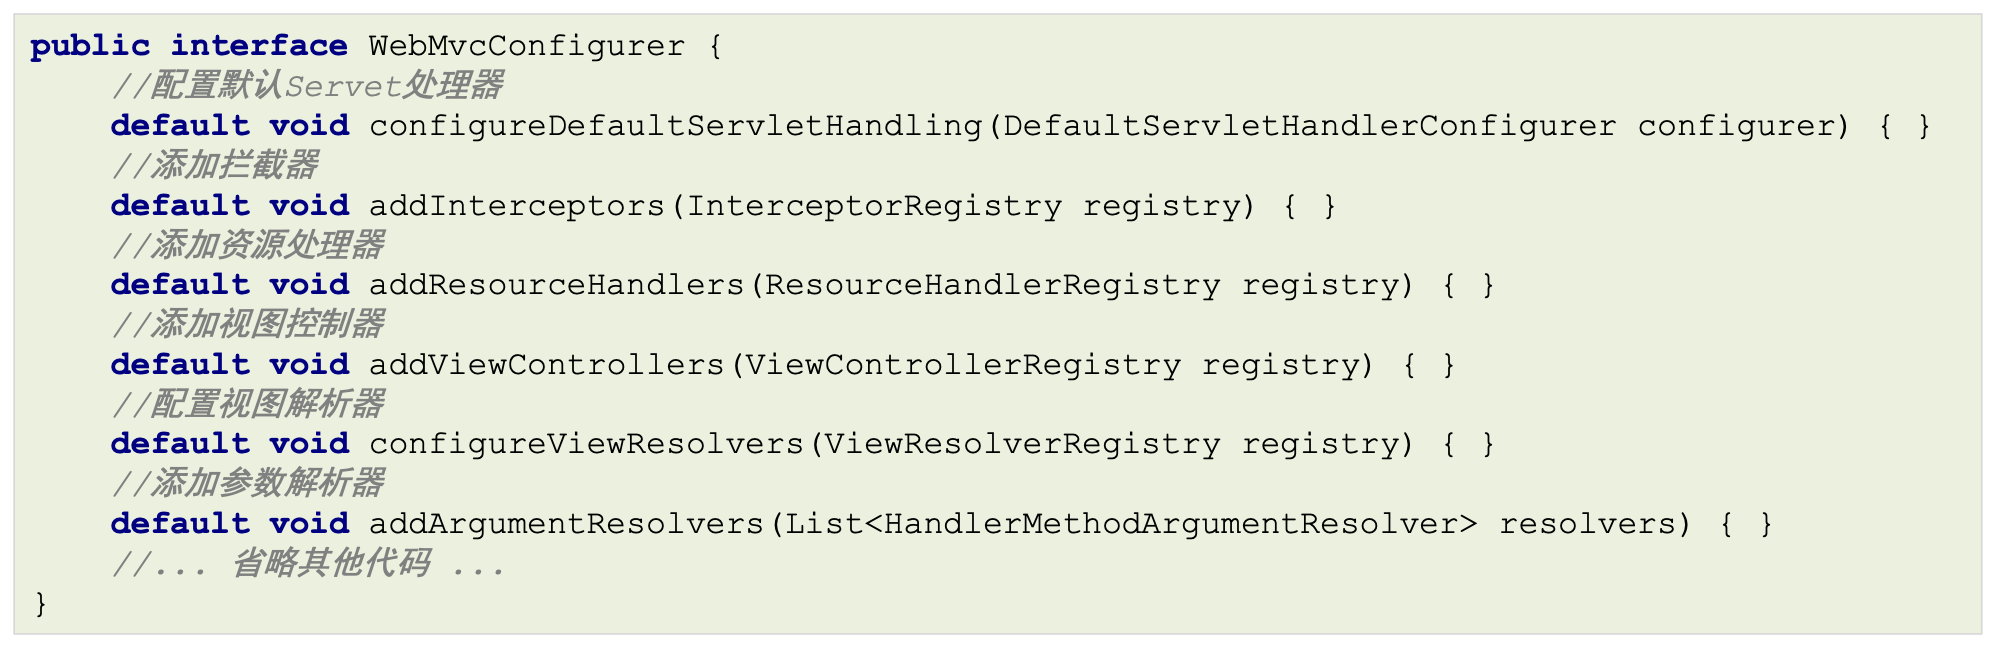 public interface WebMvcConfigurer {
//配置默认Servet处理器
default void configureDefaultServletHandling(DefaultServletHandlerConfigurer configurer) { }
//添加拦截器
default void addInterceptors(InterceptorRegistry registry) { }
//添加资源处理器
default void addResourceHandlers(ResourceHandlerRegistry registry) { }
//添加视图控制器
default void addViewControllers(ViewControllerRegistry registry) { }
//配置视图解析器
default void configureViewResolvers(ViewResolverRegistry registry) { }
//添加参数解析器
default void addArgumentResolvers(List<HandlerMethodArgumentResolver> resolvers) { }
//... 省略其他代码 ...
}